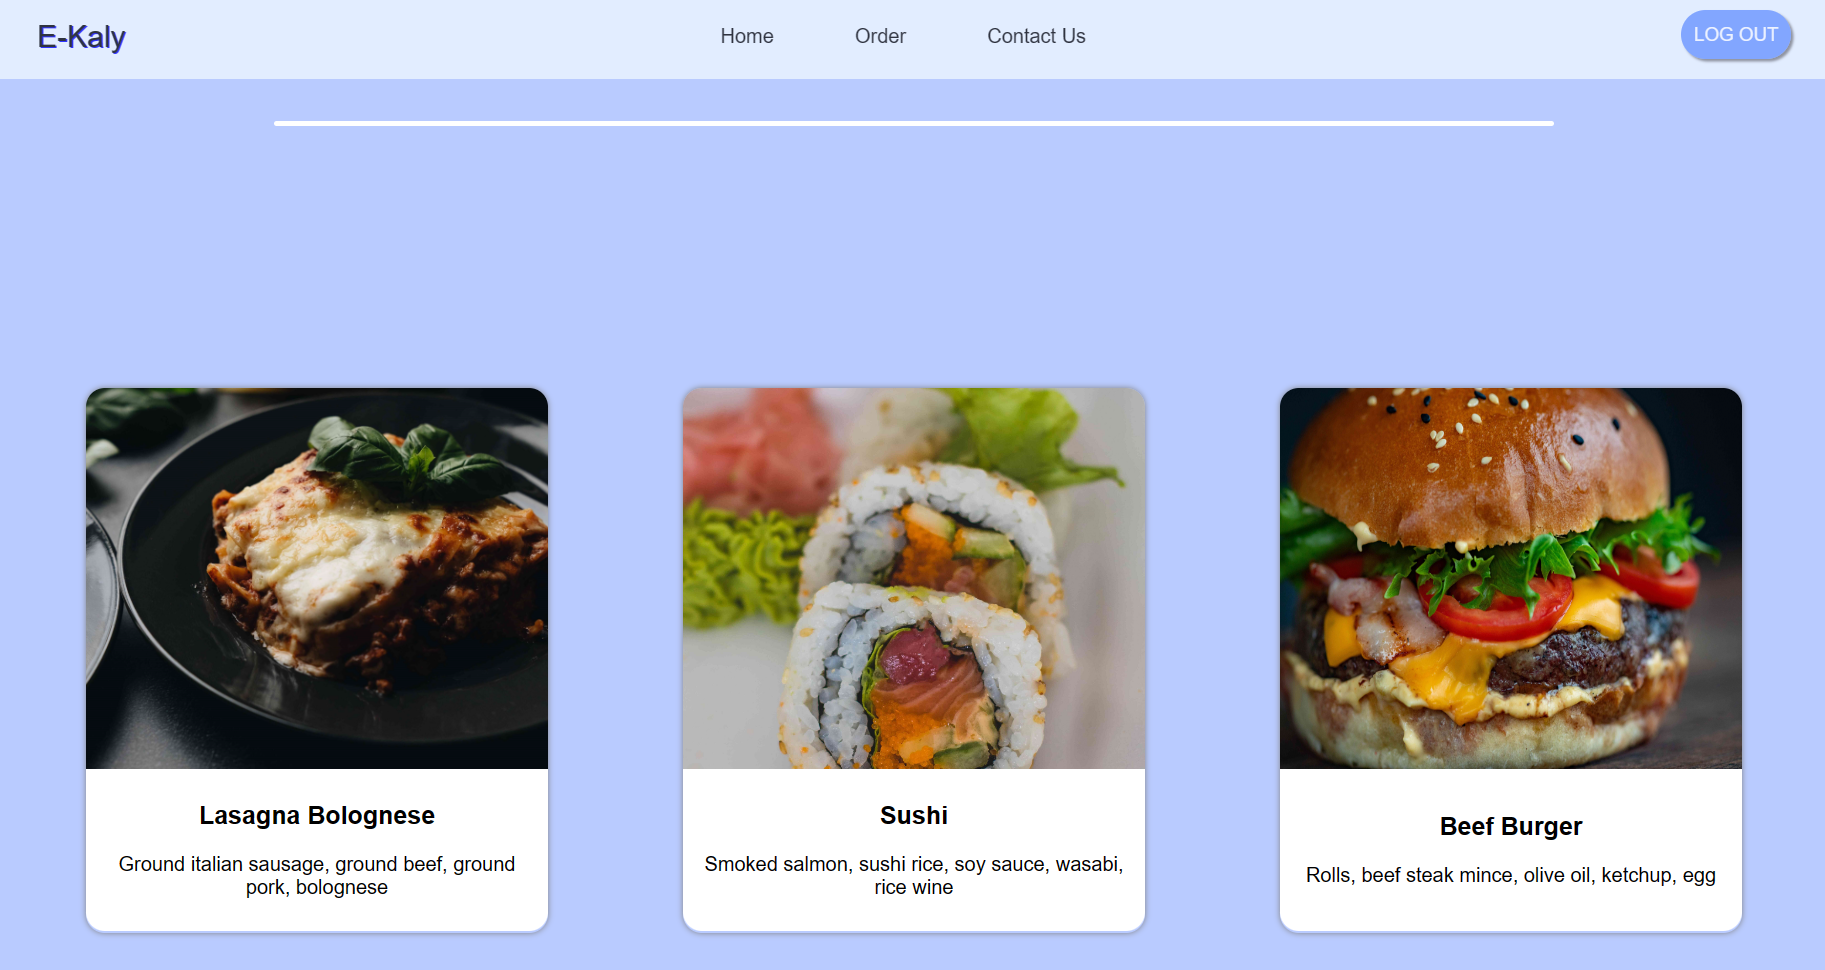 E-Kaly
Home
Order
Contact Us
LOG OUT
Lasagna Bolognese
Ground italian sausage, ground beef, ground
pork, bolognese
Sushi
Smoked salmon, sushi rice, soy sauce, wasabi,
rice wine
Beef Burger
Rolls, beef steak mince, olive oil, ketchup, egg